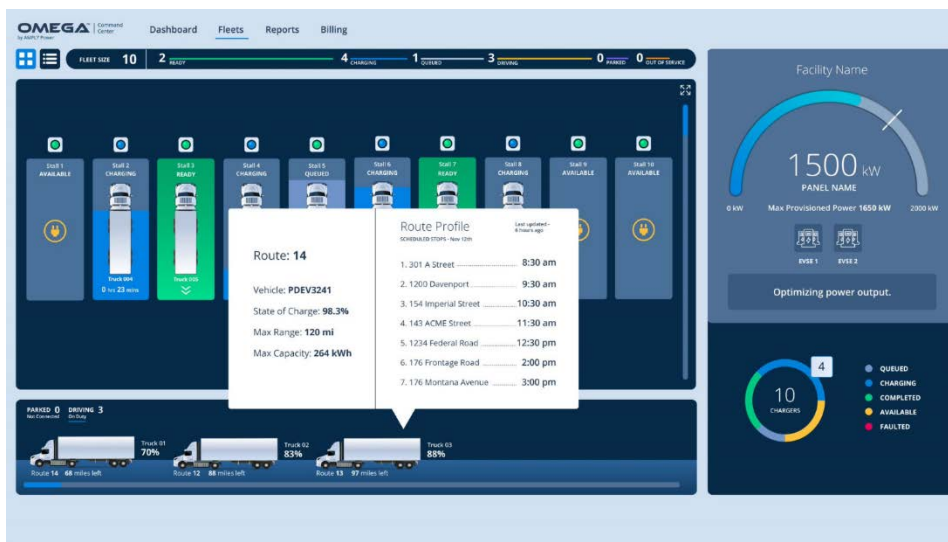 OMEGA™ Command Center
by AMPLY Power
Dashboard Fleets Reports Billing
FLEET SIZE 10 2 READY 4 CHARGING 1 QUEUED 3 DRIVING 0 PARKED 0 OUT OF SERVICE
Stall 1
AVAILABLE
Stall 2
CHARGING
Truck 004
0 hrs 23 mins
Stall 3
READY
Truck 005
Stall 4
CHARGING
Stall 5
QUEUED
Stall 6
CHARGING
Stall 7
READY
Stall 8
CHARGING
Stall 9
AVAILABLE
Stall 10
AVAILABLE
Route: 14
Vehicle: PDEV3241
State of Charge: 98.3%
Max Range: 120 mi
Max Capacity: 264 kWh
Route Profile
SCHEDULED STOPS - Nov 12th
Last updated -
8 hours ago
1. 301 A Street 8:30 am
2. 1200 Davenport 9:30 am
3. 154 Imperial Street 10:30 am
4. 143 ACME Street 11:30 am
5. 1234 Federal Road 12:30 pm
6. 176 Frontage Road 2:00 pm
7. 176 Montana Avenue 3:00 pm
PARKED 0 DRIVING 3
Not Connected On Duty
Truck 01
70%
Route 14 68 miles left
Truck 02
83%
Route 12 88 miles left
Truck 03
88%
Route 13 97 miles left
Facility Name
1500 kW
PANEL NAME
0 kW Max Provisioned Power 1650 kW 2000 kW
EVSE 1 EVSE 2
Optimizing power output.
4
10
CHARGERS
QUEUED
CHARGING
COMPLETED
AVAILABLE
FAULTED